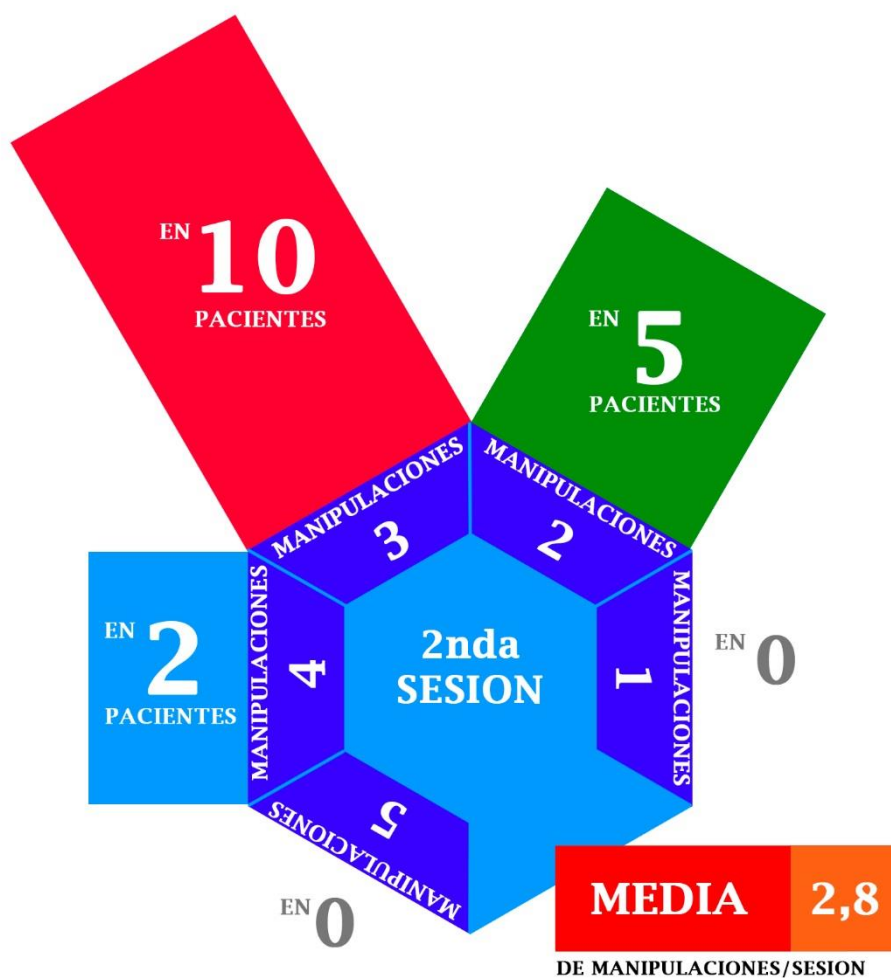 EN 10
PACIENTES
EN 5
PACIENTES
MANIPULACIONES
3
MANIPULACIONES
2
MANIPULACIONES
1
EN 0
EN 2
PACIENTES
MANIPULACIONES
4
2nda
SESION
MANIPULACIONES
5
EN 0
MEDIA 2,8
DE MANIPULACIONES/SESION